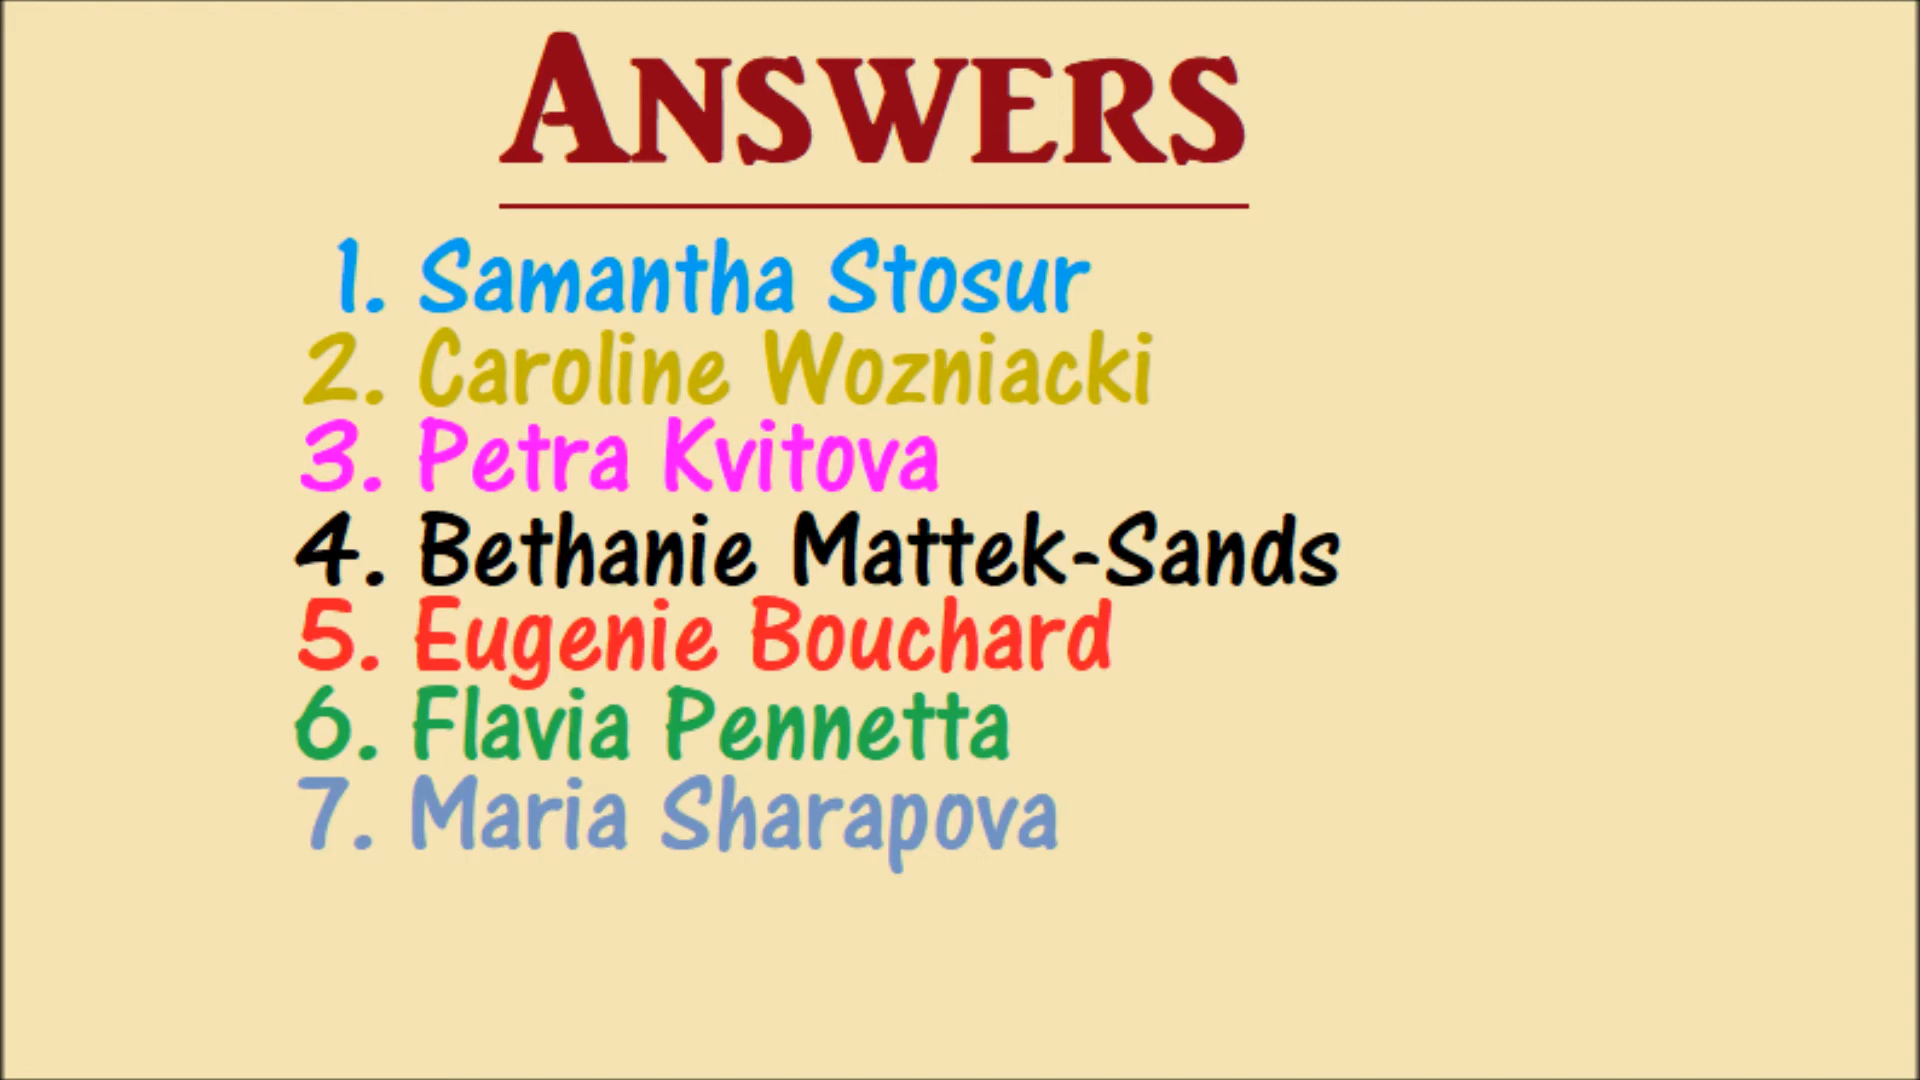 ANSWERS
1. Samantha Stosur
2. Caroline Wozniacki
3. Petra Kvitova
4. Bethanie Mattek-Sands
5. Eugenie Bouchard
6. Flavia Pennetta
7. Maria Sharapova